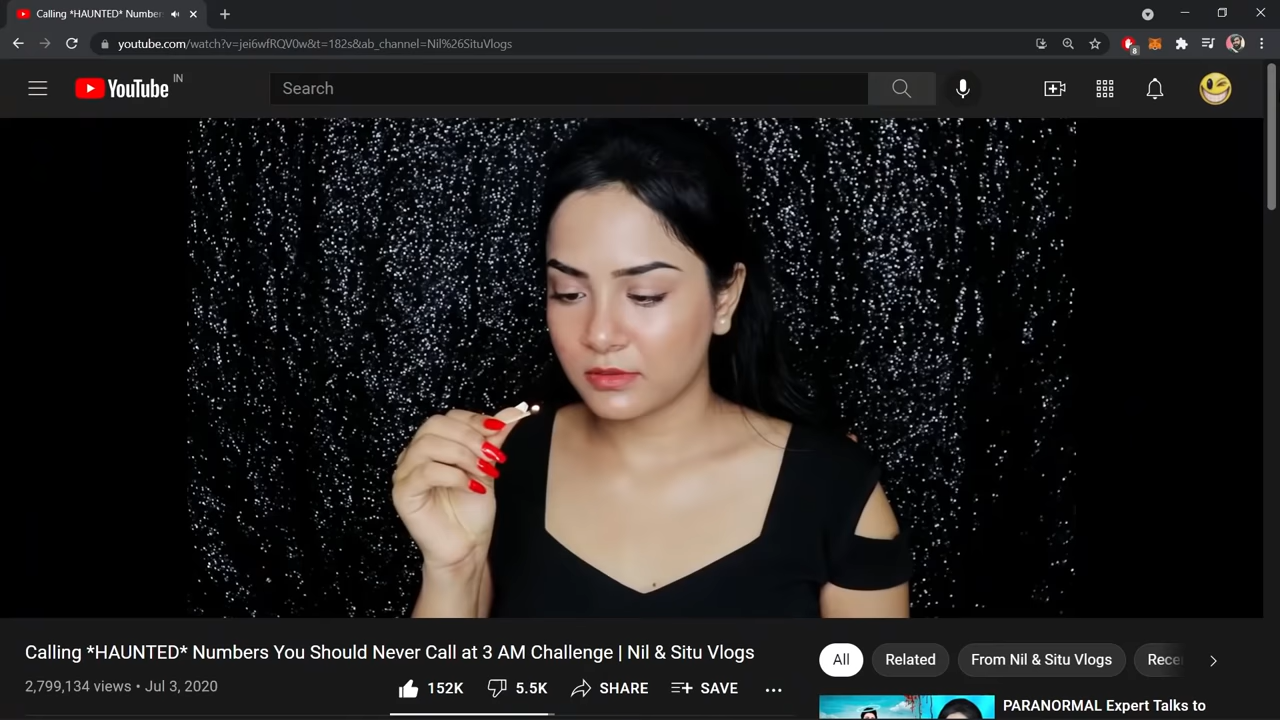 Calling *HAUNTED* Number
youtube.com/watch?v=jei6wfRQV0w&t=182s&ab_channel=Nil%26SituVlogs
8
YouTube IN
Search
Calling *HAUNTED* Numbers You Should Never Call at 3 AM Challenge | Nil & Situ Vlogs
2,799,134 views • Jul 3, 2020
152K
5.5K
SHARE
SAVE
All
Related
From Nil & Situ Vlogs
Rece
PARANORMAL Expert Talks to